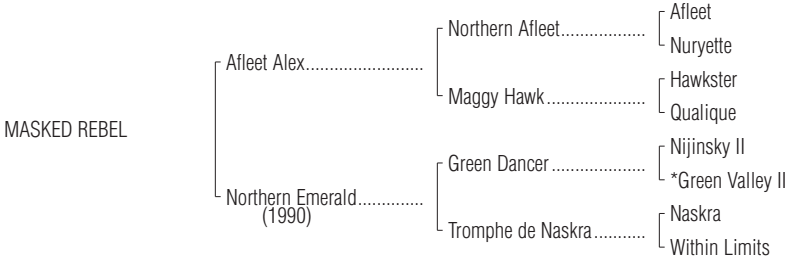 MASKED REBEL
Afleet Alex.........................
Northern Emerald..............
(1990)
Northern Afleet..................
Maggy Hawk.....................
Green Dancer....................
Tromphe de Naskra...........
Afleet
Nuryette
Hawkster
Qualique
Nijinsky II
*Green Valley II
Naskra
Within Limits